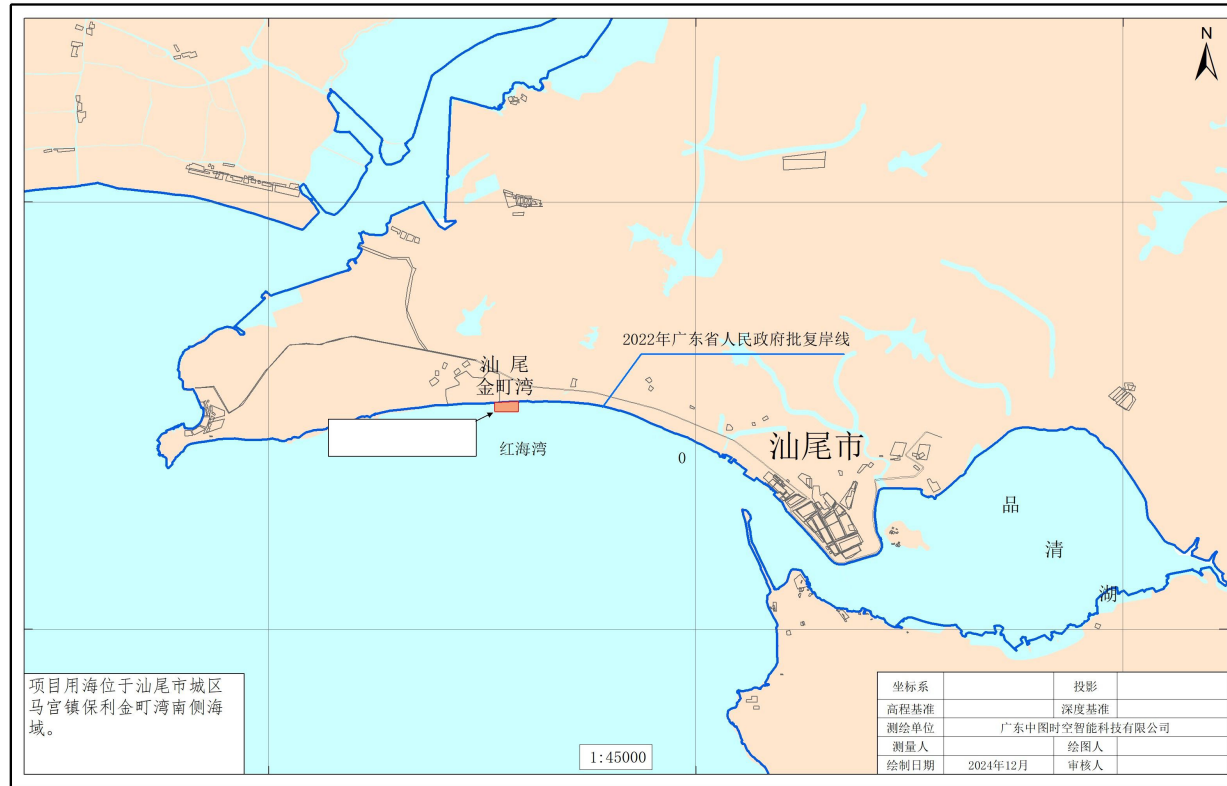 N
2022年广东省人民政府批复岸线
汕 尾
金町湾
红海湾
0
汕尾市
品
清
湖
项目用海位于汕尾市城区
马宫镇保利金町湾南侧海
域。
1:45000
坐标系 投影
高程基准 深度基准
测绘单位 广东中图时空智能科技有限公司
测量人 绘图人
绘制日期 2024年12月 审核人